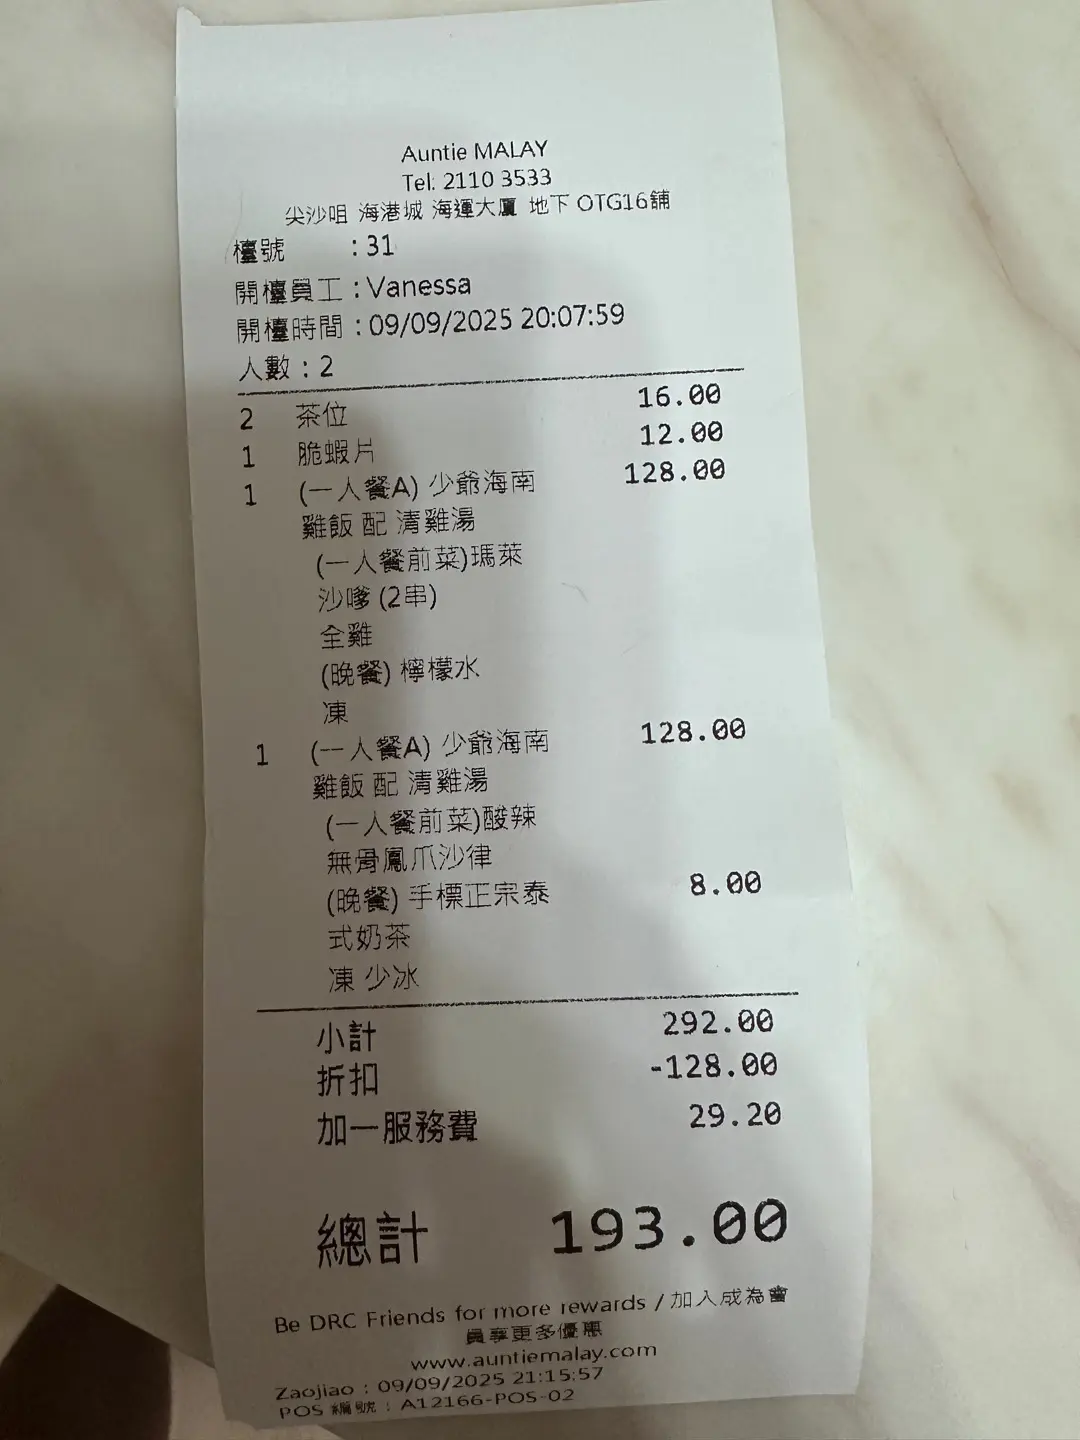 Auntie MALAY
Tel: 2110 3533
尖沙咀 海港城 海運大廈 地下 OTG16舖
檯號 : 31
開檯員工 : Vanessa
開檯時間 : 09/09/2025 20:07:59
人數 : 2
2 茶位 16.00
1 脆蝦片 12.00
1 (一人餐A) 少爺海南 128.00
雞飯 配 清雞湯
(一人餐前菜)瑪萊
沙嗲 (2串)
全雞
(晚餐) 檸檬水
凍
1 (一人餐A) 少爺海南 128.00
雞飯 配 清雞湯
(一人餐前菜)酸辣
無骨鳳爪沙律
(晚餐) 手標正宗泰 8.00
式奶茶
凍 少冰
小計 292.00
折扣 -128.00
加一服務費 29.20
總計 193.00
Be DRC Friends for more rewards / 加入成為會
員享更多優惠
www.auntiemalay.com
Zaojiao : 09/09/2025 21:15:57
POS 編號 : A12166-POS-02